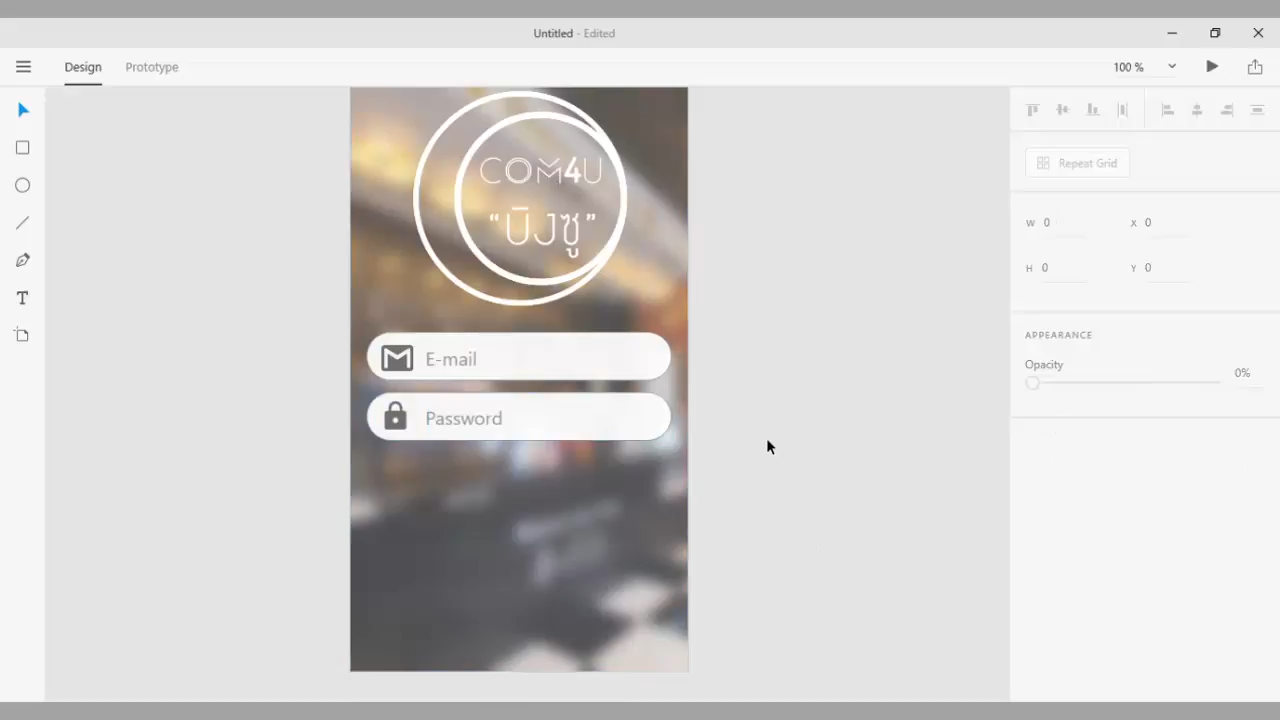 Untitled - Edited
Design
Prototype
100 %
COM4U
“บีงซู”
Repeat Grid
W 0
X 0
H 0
Y 0
APPEARANCE
Opacity
0%
E-mail
Password
T